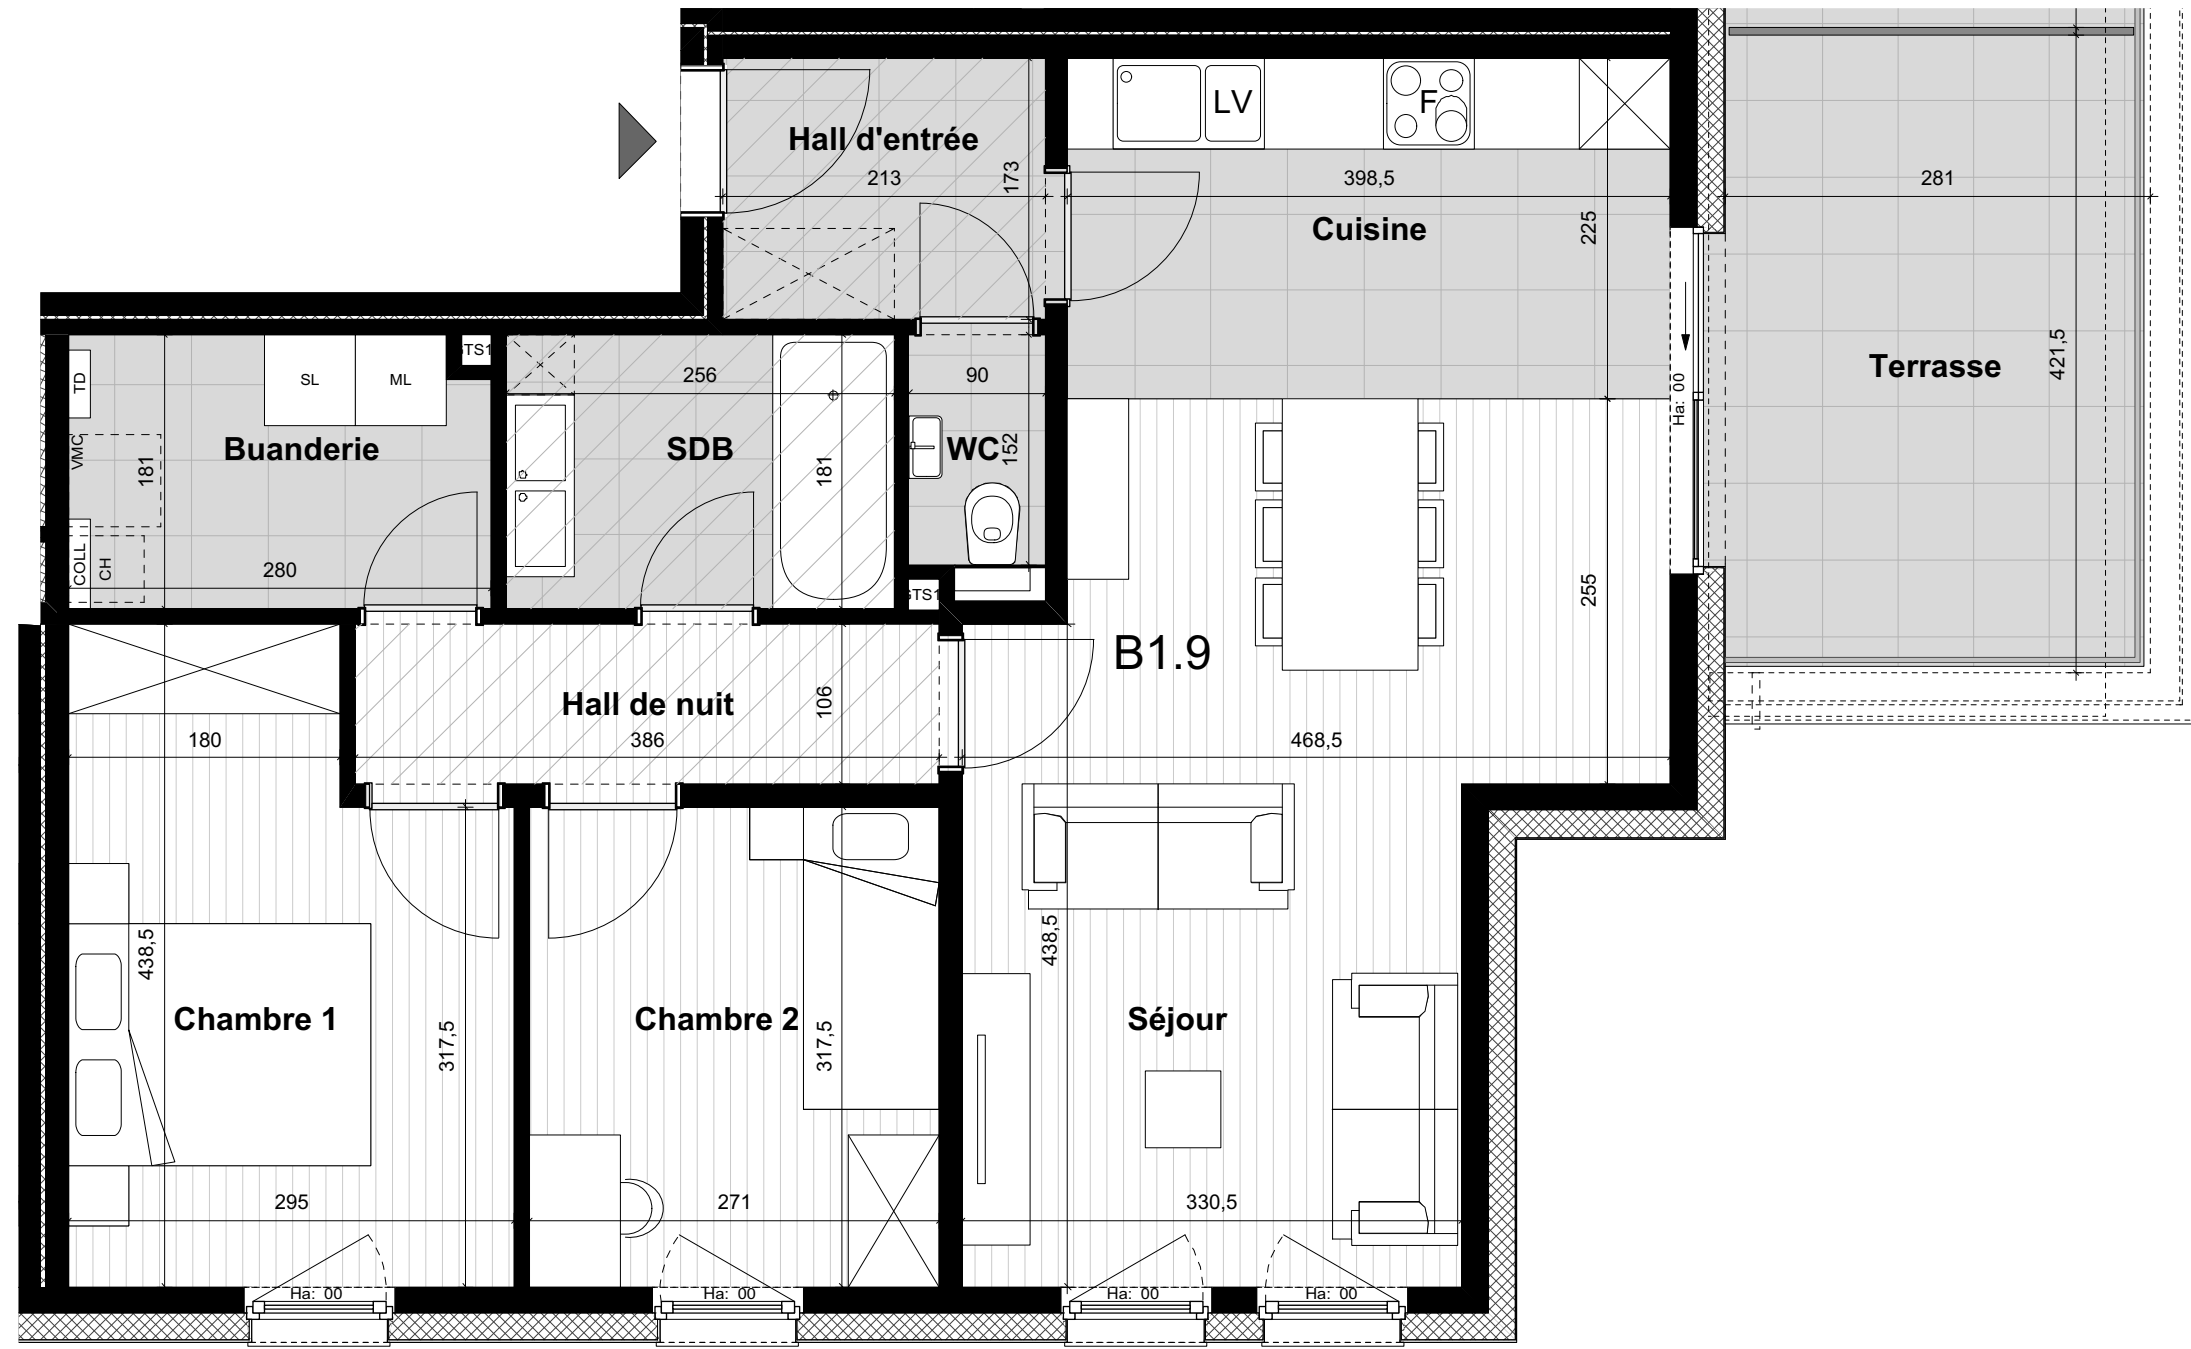 LV
F
Hall d'entrée
213
173
398,5
281
Cuisine
225
Terrasse
421,5
TD
SL
ML
TS1
256
90
Ha: 00
VMC
Buanderie
181
SDB
181
WC
152
COLL
CH
280
TS1
255
B1.9
Hall de nuit
106
180
386
468,5
438,5
438,5
Chambre 1
317,5
Chambre 2
317,5
Séjour
295
271
330,5
Ha: 00
Ha: 00
Ha: 00
Ha: 00